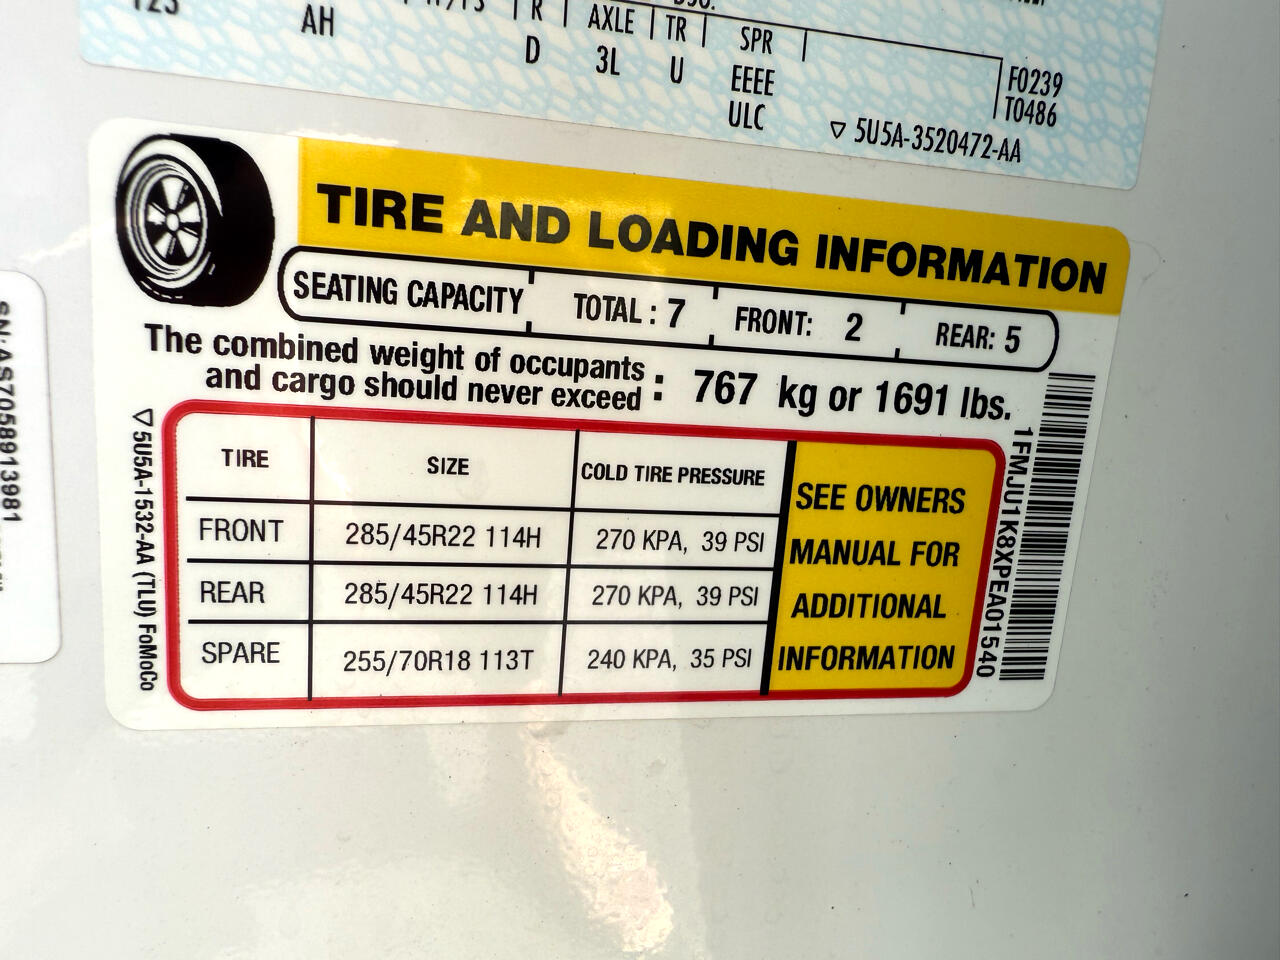 R AXLE TR SPR
AH D 3L U EEEE
ULC
F0239
T0486
▽ 5U5A-3520472-AA
TIRE AND LOADING INFORMATION
SEATING CAPACITY TOTAL : 7 FRONT: 2 REAR: 5
The combined weight of occupants
and cargo should never exceed : 767 kg or 1691 lbs.
TIRE SIZE COLD TIRE PRESSURE
FRONT 285/45R22 114H 270 KPA, 39 PSI
REAR 285/45R22 114H 270 KPA, 39 PSI
SPARE 255/70R18 113T 240 KPA, 35 PSI
SEE OWNERS
MANUAL FOR
ADDITIONAL
INFORMATION
▽5U5A-1532-AA (TLU) FoMoCo
1FMJU1K8XPEA01540
SN: AS7058913981